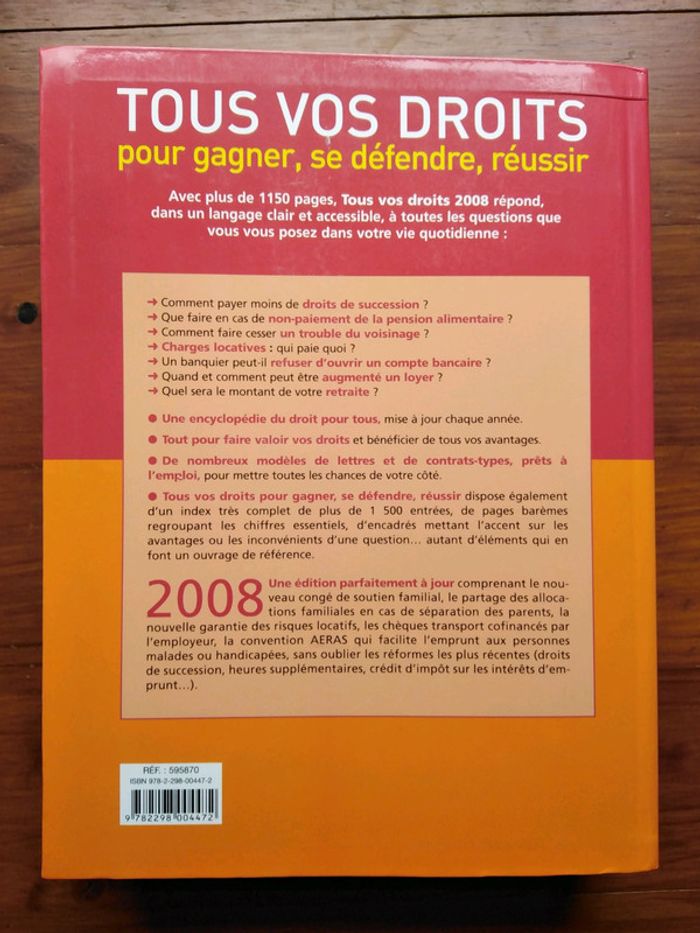 TOUS VOS DROITS
pour gagner, se défendre, réussir
Avec plus de 1150 pages, Tous vos droits 2008 répond,
dans un langage clair et accessible, à toutes les questions que
vous vous posez dans votre vie quotidienne :
➜ Comment payer moins de droits de succession ?
➜ Que faire en cas de non-paiement de la pension alimentaire ?
➜ Comment faire cesser un trouble du voisinage ?
➜ Charges locatives : qui paie quoi ?
➜ Un banquier peut-il refuser d'ouvrir un compte bancaire ?
➜ Quand et comment peut être augmenté un loyer ?
➜ Quel sera le montant de votre retraite ?
● Une encyclopédie du droit pour tous, mise à jour chaque année.
● Tout pour faire valoir vos droits et bénéficier de tous vos avantages.
● De nombreux modèles de lettres et de contrats-types, prêts à
l'emploi, pour mettre toutes les chances de votre côté.
● Tous vos droits pour gagner, se défendre, réussir dispose également
d'un index très complet de plus de 1 500 entrées, de pages barèmes
regroupant les chiffres essentiels, d'encadrés mettant l'accent sur les
avantages ou les inconvénients d'une question... autant d'éléments qui en
font un ouvrage de référence.
2008 Une édition parfaitement à jour comprenant le nou-
veau congé de soutien familial, le partage des alloca-
tions familiales en cas de séparation des parents, la
nouvelle garantie des risques locatifs, les chèques transport cofinancés par
l'employeur, la convention AERAS qui facilite l'emprunt aux personnes
malades ou handicapées, sans oublier les réformes les plus récentes (droits
de succession, heures supplémentaires, crédit d'impôt sur les intérêts d'em-
prunt...).
RÉF. : 595870
ISBN 978-2-298-00447-2
9 782298 004472